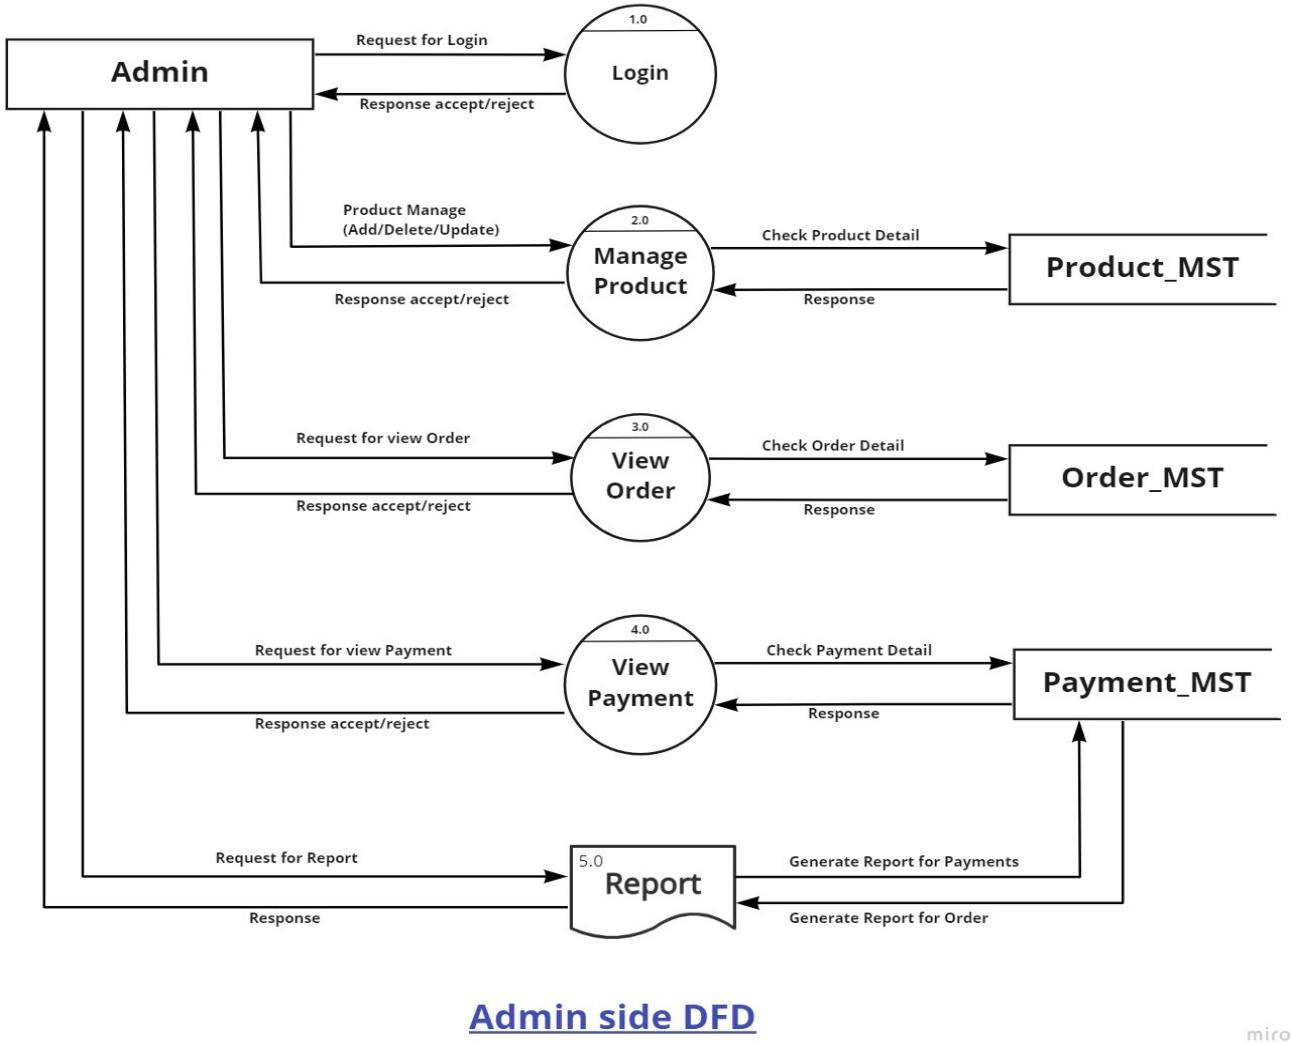 1.0
Request for Login
Admin
Login
Response accept/reject
Product Manage
(Add/Delete/Update)
2.0
Check Product Detail
Manage
Product
Product_MST
Response accept/reject
Response
3.0
Request for view Order
Check Order Detail
View
Order
Order_MST
Response accept/reject
Response
4.0
Request for view Payment
Check Payment Detail
View
Payment
Payment_MST
Response accept/reject
Response
Request for Report
5.0
Report
Generate Report for Payments
Response
Generate Report for Order
Admin side DFD
miro